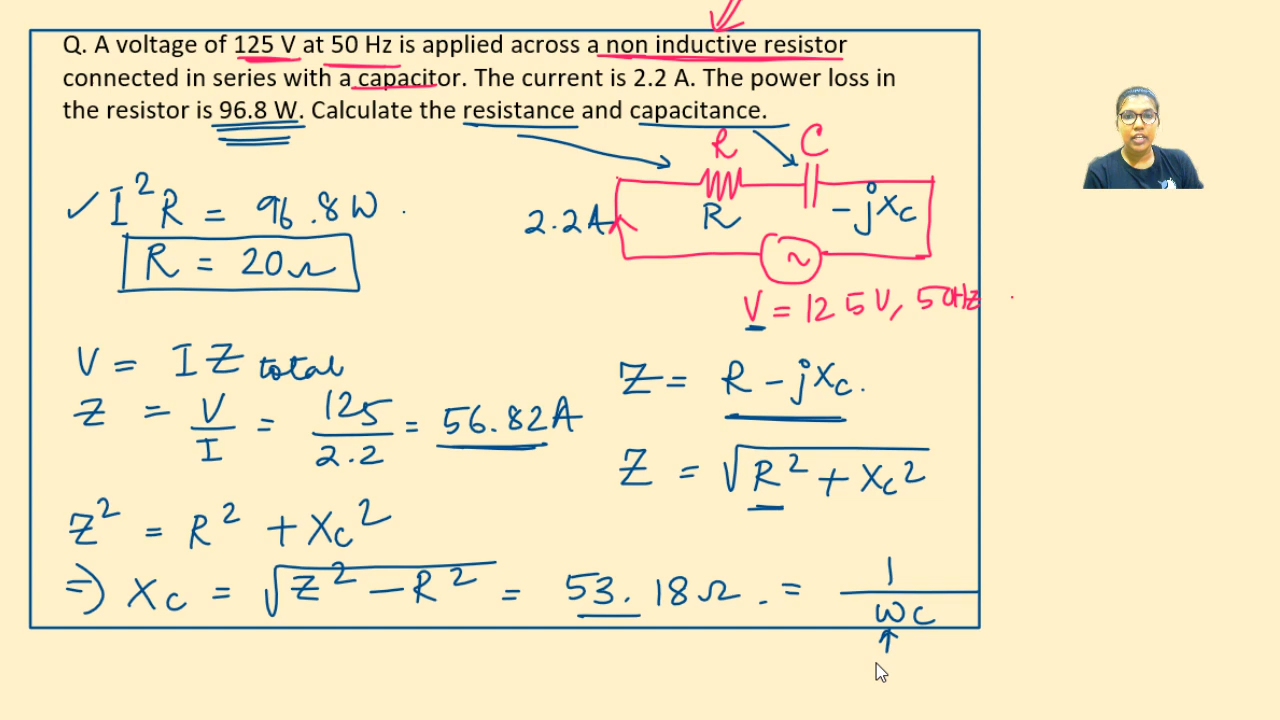 Q. A voltage of 125 V at 50 Hz is applied across a non inductive resistor
connected in series with a capacitor. The current is 2.2 A. The power loss in
the resistor is 96.8 W. Calculate the resistance and capacitance.
R C
✓ I²R = 96.8W.
2.2A R -jXc
R = 20Ω
V = 125V, 50Hz.
V = IZ total
Z = R - jXc.
Z = V/I = 125/2.2 = 56.82A
Z = √(R² + Xc²)
Z² = R² + Xc²
⇒ Xc = √(Z² - R²) = 53.18Ω. = 1/ωC